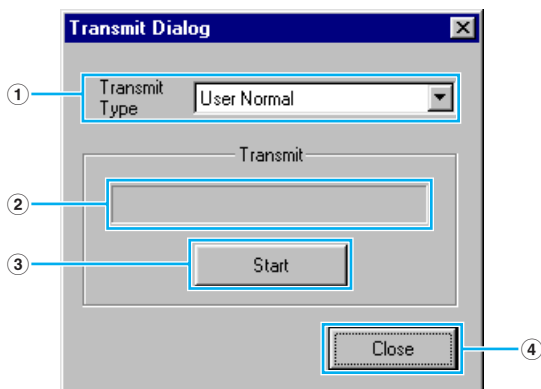 Transmit Dialog
① Transmit
Type
User Normal
Transmit
②
③ Start
Close ④